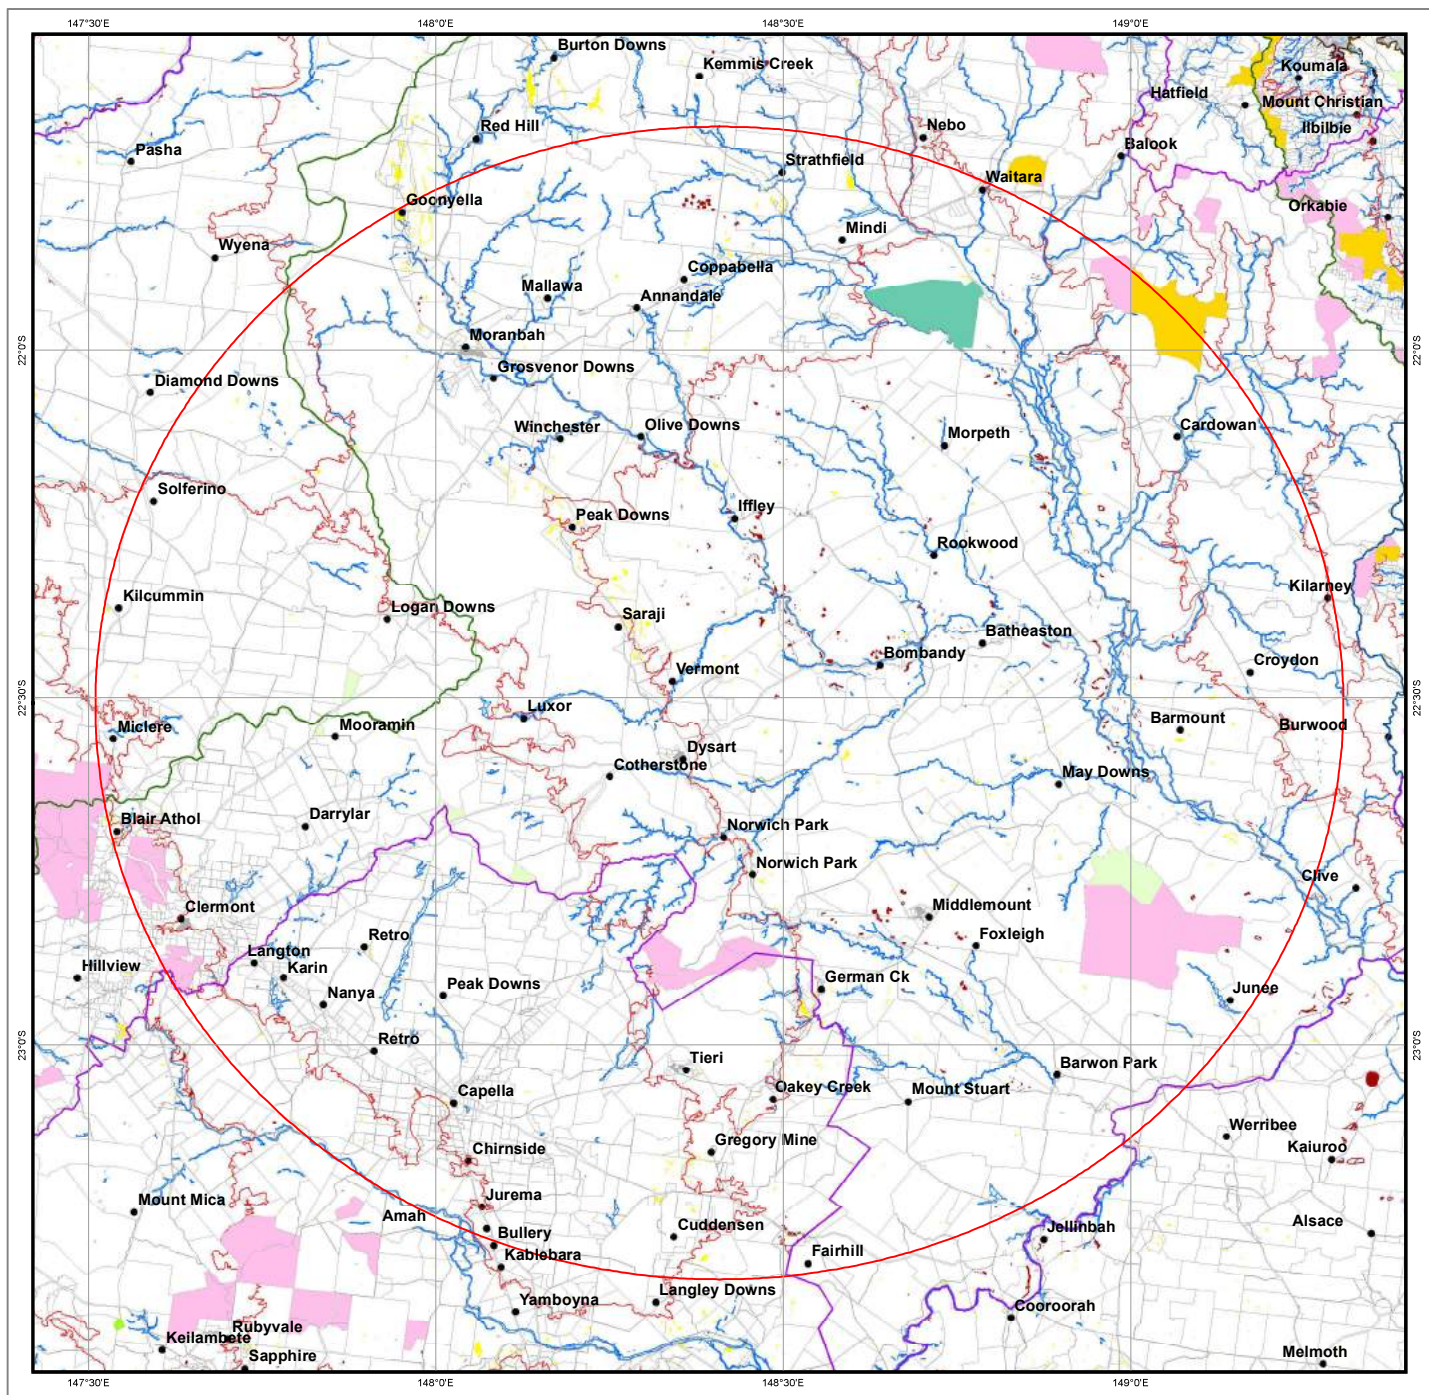 147°30'E 148°0'E 148°30'E 149°0'E
Burton Downs
Kemmis Creek
Koumala
Hatfield
Mount Christian
Ilbilbie
Red Hill
Nebo
Balook
Pasha
Strathfield
Waitara
Goonyella
Orkabie
Mindi
Wyena
Coppabella
Mallawa
Annandale
Moranbah
22°0'S
22°0'S
Grosvenor Downs
Diamond Downs
Winchester
Olive Downs
Morpeth
Cardowan
Solferino
Iffley
Peak Downs
Rookwood
Kilcummin
Kilarney
Logan Downs
Saraji
Batheaston
Bombandy
Croydon
Vermont
22°30'S
22°30'S
Luxor
Miclere
Mooramin
Barmount
Burwood
Dysart
Cotherstone
May Downs
Blair Athol
Darrylar
Norwich Park
Norwich Park
Clive
Clermont
Middlemount
Retro
Foxleigh
Langton
Hillview
Karin
German Ck
Peak Downs
Nanya
Junee
Retro
23°0'S
23°0'S
Tieri
Barwon Park
Capella
Oakey Creek
Mount Stuart
Werribee
Gregory Mine
Chirnside
Kaiuroo
Mount Mica
Jurema
Amah
Cuddensen
Alsace
Bullery
Jellinbah
Kablebara
Fairhill
Langley Downs
Yamboyna
Cooroorah
Rubyvale
Keilambete
Sapphire
Melmoth
147°30'E 148°0'E 148°30'E 149°0'E